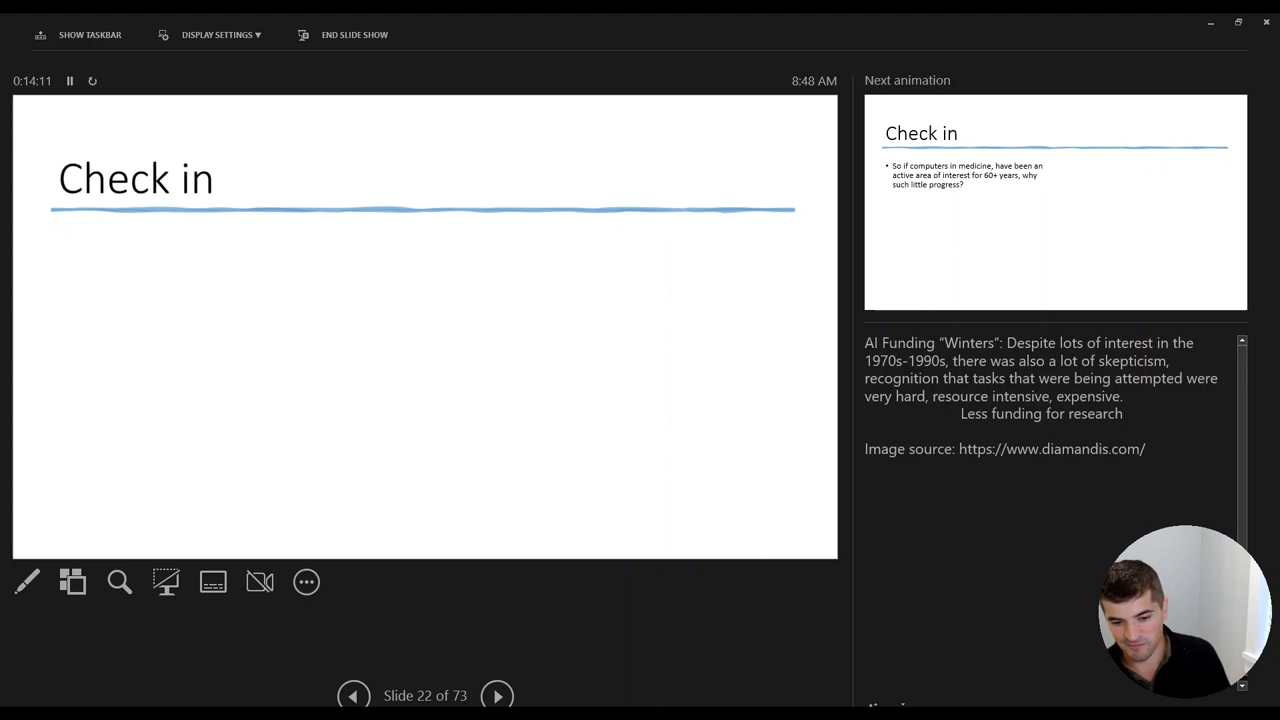 SHOW TASKBAR
DISPLAY SETTINGS ▼
END SLIDE SHOW
0:14:11
8:48 AM
Check in
Slide 22 of 73
Next animation
Check in
• So if computers in medicine, have been an
active area of interest for 60+ years, why
such little progress?
AI Funding “Winters”: Despite lots of interest in the
1970s-1990s, there was also a lot of skepticism,
recognition that tasks that were being attempted were
very hard, resource intensive, expensive.
Less funding for research
Image source: https://www.diamandis.com/